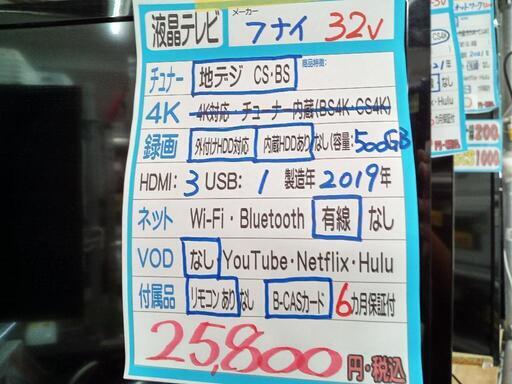 液晶テレビ メーカー フナイ 32V
商品特徴:
チュナー 地テジ CS・BS
4K 4K対応・チューナー内蔵(BS4K・CS4K)
録画 外付けHDD対応 内蔵HDDあり/なし(容量:500GB
HDMI:3 USB:1 製造年2019年
ネット Wi-Fi・Bluetooth 有線 なし
VOD なし YouTube・Netflix・Hulu
付属品 リモコンあり/なし B-CASカード 6カ月保証付
25,800円・税込